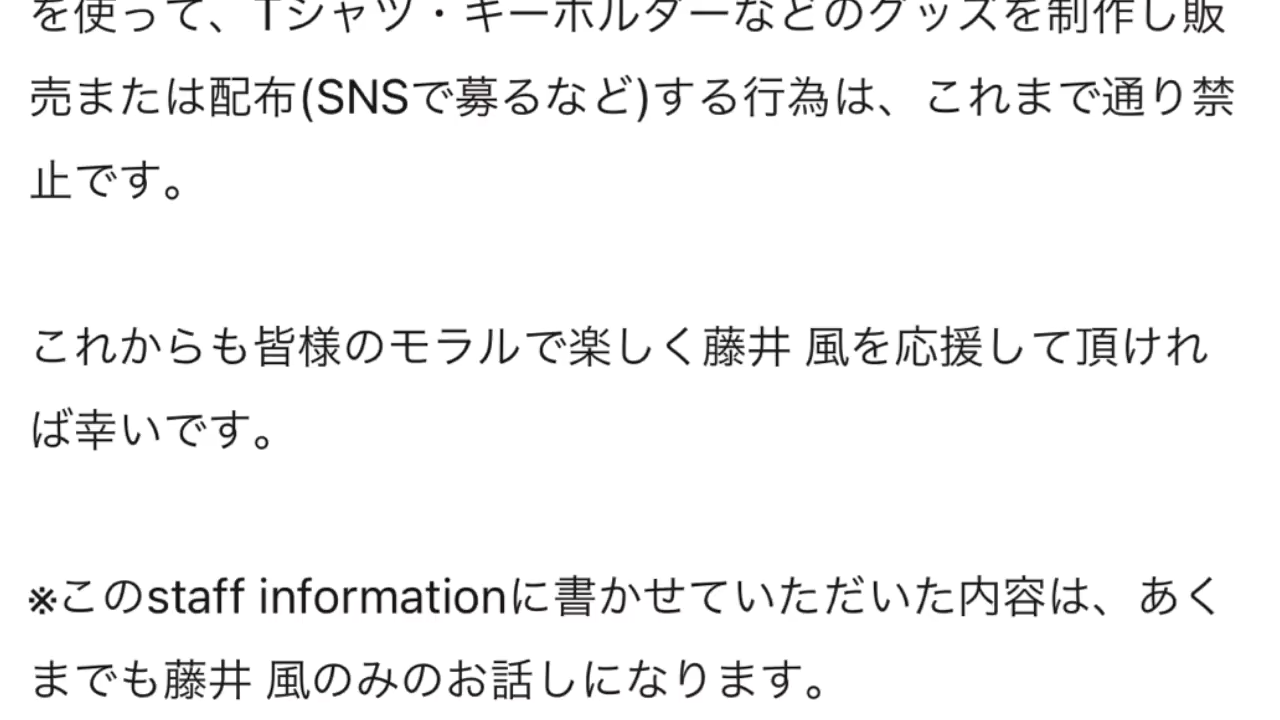 を使って、Tシャツ・キーホルダーなどのグッズを制作し販
売または配布(SNSで募るなど)する行為は、これまで通り禁
止です。
これからも皆様のモラルで楽しく藤井 風を応援して頂けれ
ば幸いです。
※このstaff informationに書かせていただいた内容は、あく
までも藤井 風のみのお話しになります。